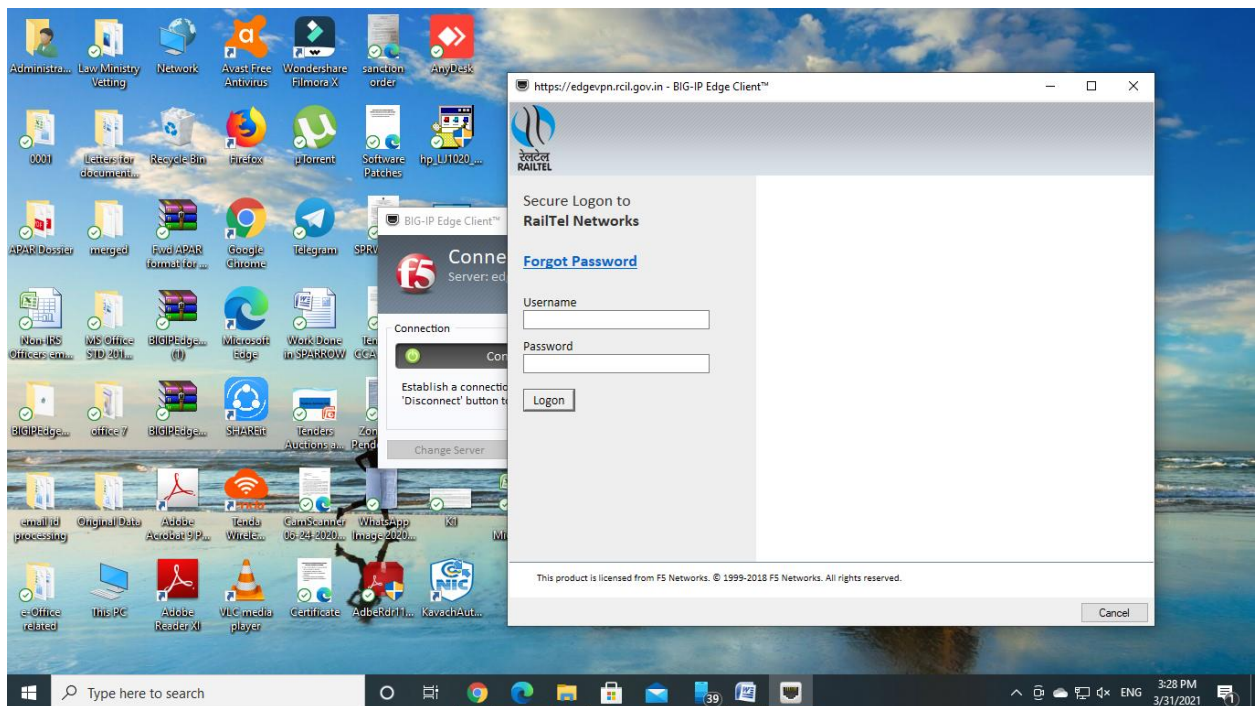 Administra... Law Ministry Vetting Network Avast Free Antivirus Wondershare Filmora X sanction order AnyDesk
0001 Letters for document... Recycle Bin Firefox µTorrent Software Patches hp_LJ1020_...
APAR Dossier merged Fwd APAR format for ... Google Chrome Telegram SPRV
Non-IRS Officers em... MS Office STD 201... BIGIPEdge... (1) Microsoft Edge Work Done in SPARROW
BIGIPEdge... office 7 BIGIPEdge... SHAREit Tenders Auctions a...
email id processing Original Data Adobe Acrobat 9 P... Tenda Wirele... CamScanner 06-24-2020... WhatsApp Image 2020...
e-Office related This PC Adobe Reader XI VLC media player Certificate AdbeRdr11... KavachAut...
NIC
BIG-IP Edge Client™
f5
Conne
Server: ed
Connection
Con
Establish a connectio
'Disconnect' button t
Change Server
https://edgevpn.rcil.gov.in - BIG-IP Edge Client™
रेलटेल
RAILTEL
Secure Logon to
RailTel Networks
Forgot Password
Username
Password
Logon
This product is licensed from F5 Networks. © 1999-2018 F5 Networks. All rights reserved.
Cancel
Type here to search
39
ENG
3:28 PM
3/31/2021
1